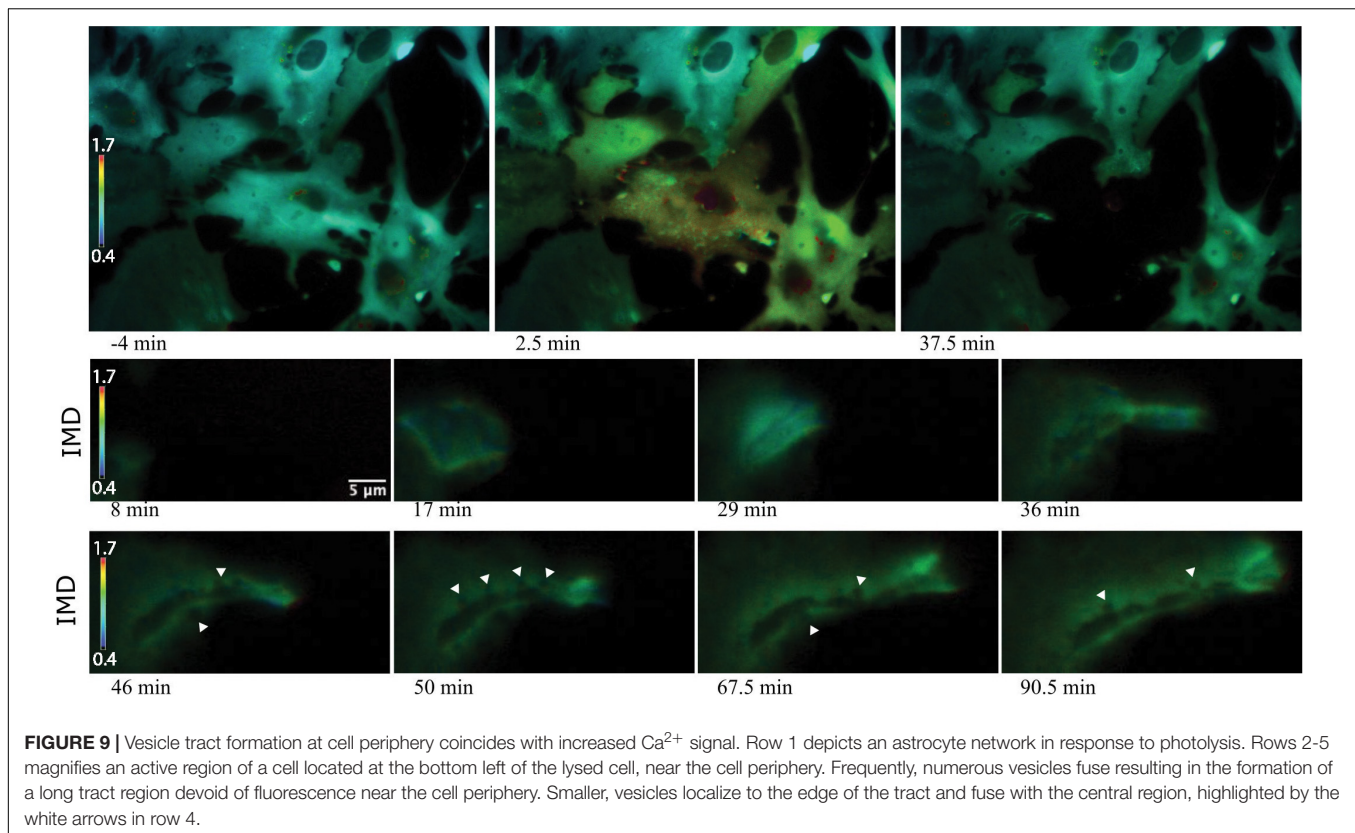 1.7
0.4
-4 min
2.5 min
37.5 min
IMD
1.7
0.4
5 µm
8 min
17 min
29 min
36 min
IMD
1.7
0.4
46 min
50 min
67.5 min
90.5 min
FIGURE 9 | Vesicle tract formation at cell periphery coincides with increased Ca2+ signal. Row 1 depicts an astrocyte network in response to photolysis. Rows 2-5
magnifies an active region of a cell located at the bottom left of the lysed cell, near the cell periphery. Frequently, numerous vesicles fuse resulting in the formation of
a long tract region devoid of fluorescence near the cell periphery. Smaller, vesicles localize to the edge of the tract and fuse with the central region, highlighted by the
white arrows in row 4.